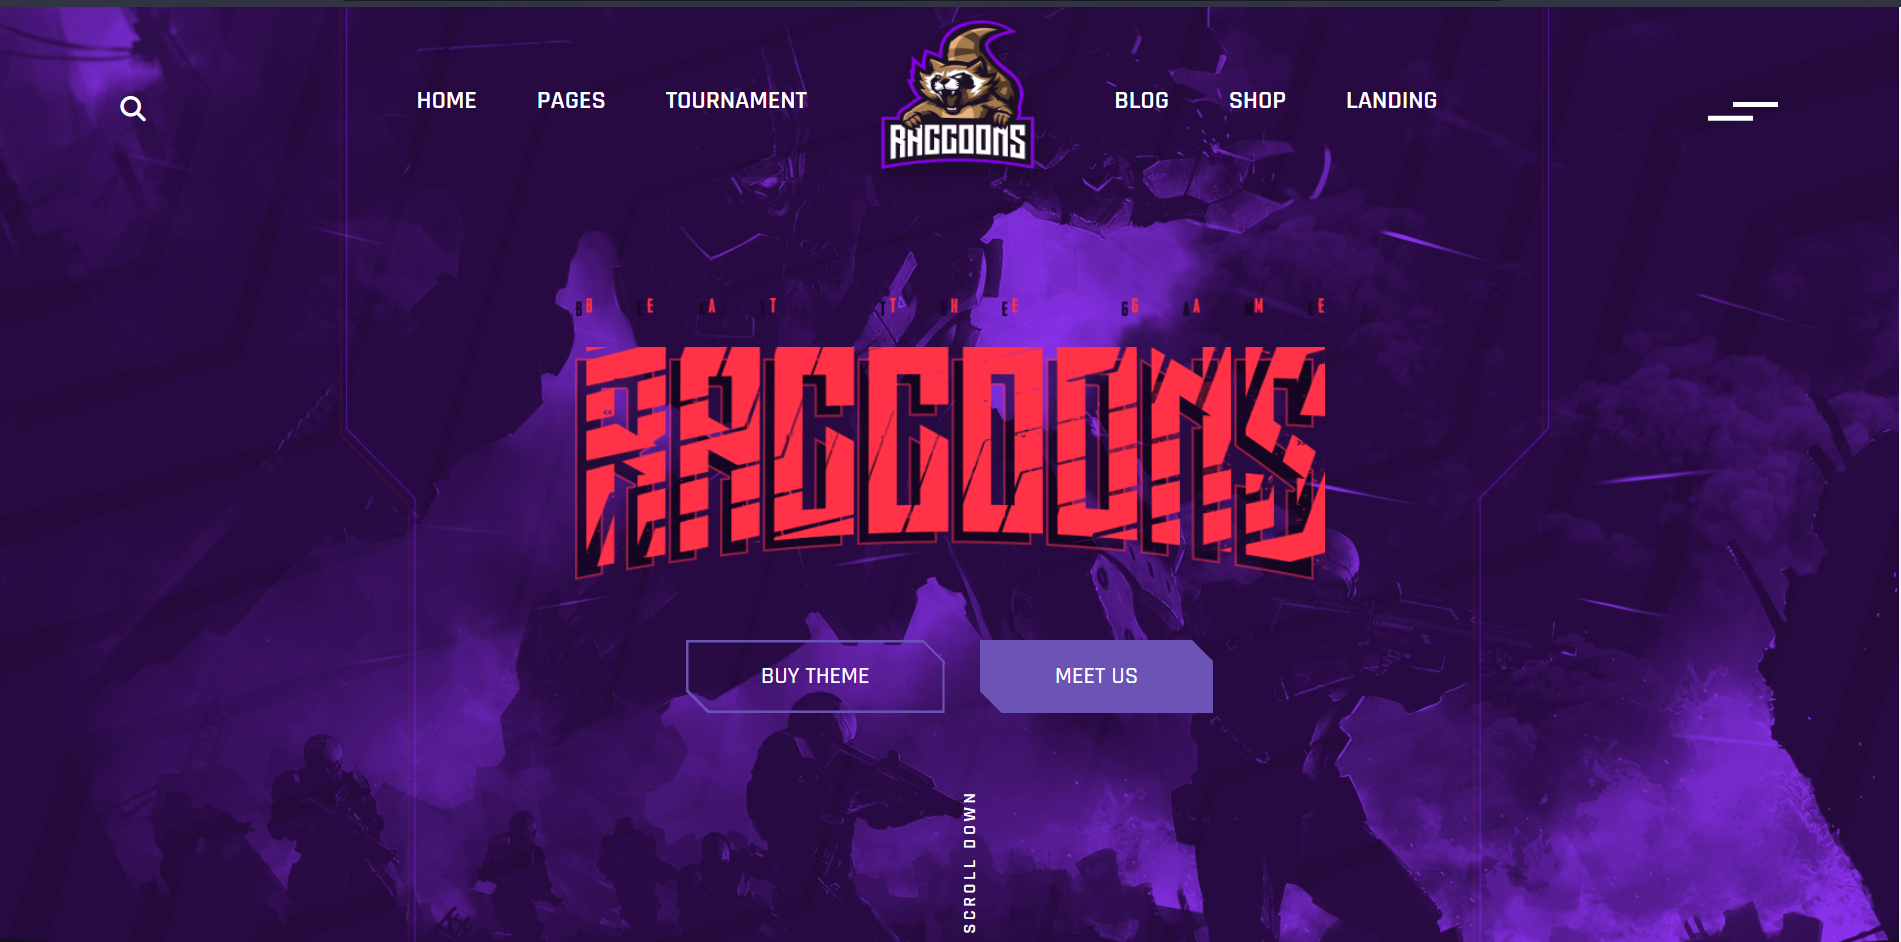 HOME PAGES TOURNAMENT RACCOONS BLOG SHOP LANDING
BEAT THE GAME
RACCOONS
BUY THEME MEET US
SCROLL DOWN